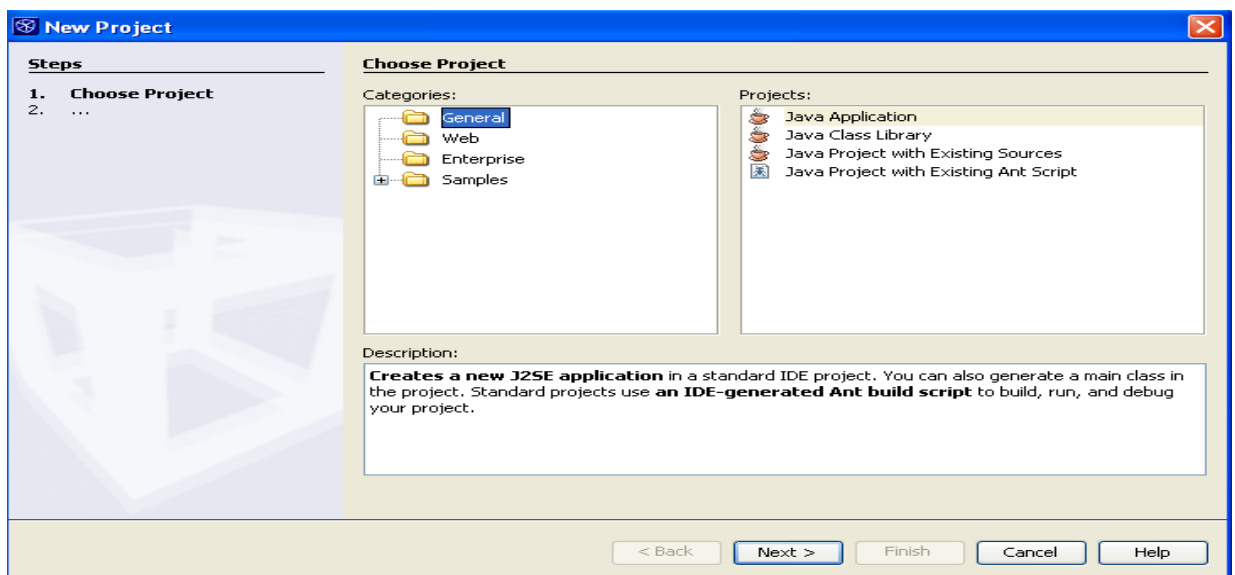 New Project
Steps
1. Choose Project
2. ...
Choose Project
Categories:
General
Web
Enterprise
Samples
Projects:
Java Application
Java Class Library
Java Project with Existing Sources
Java Project with Existing Ant Script
Description:
Creates a new J2SE application in a standard IDE project. You can also generate a main class in
the project. Standard projects use an IDE-generated Ant build script to build, run, and debug
your project.
< Back
Next >
Finish
Cancel
Help